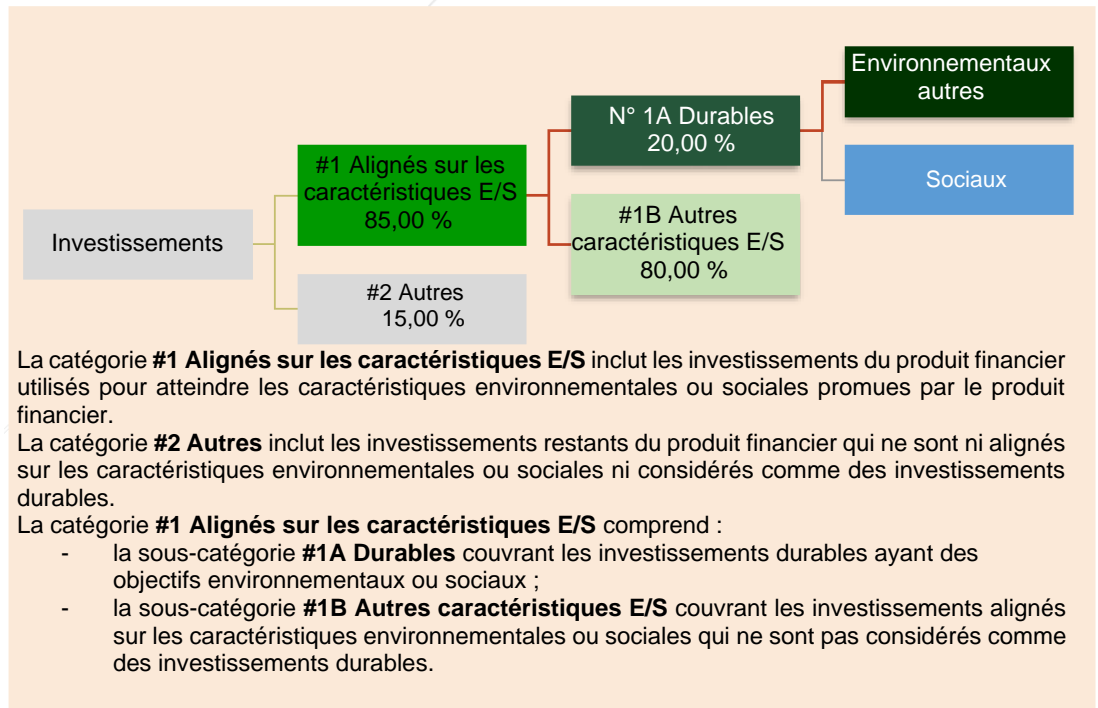 Investissements
#1 Alignés sur les
caractéristiques E/S
85,00 %
#2 Autres
15,00 %
N° 1A Durables
20,00 %
#1B Autres
caractéristiques E/S
80,00 %
Environnementaux
autres
Sociaux
La catégorie #1 Alignés sur les caractéristiques E/S inclut les investissements du produit financier
utilisés pour atteindre les caractéristiques environnementales ou sociales promues par le produit
financier.
La catégorie #2 Autres inclut les investissements restants du produit financier qui ne sont ni alignés
sur les caractéristiques environnementales ou sociales ni considérés comme des investissements
durables.
La catégorie #1 Alignés sur les caractéristiques E/S comprend :
- la sous-catégorie #1A Durables couvrant les investissements durables ayant des
objectifs environnementaux ou sociaux ;
- la sous-catégorie #1B Autres caractéristiques E/S couvrant les investissements alignés
sur les caractéristiques environnementales ou sociales qui ne sont pas considérés comme
des investissements durables.